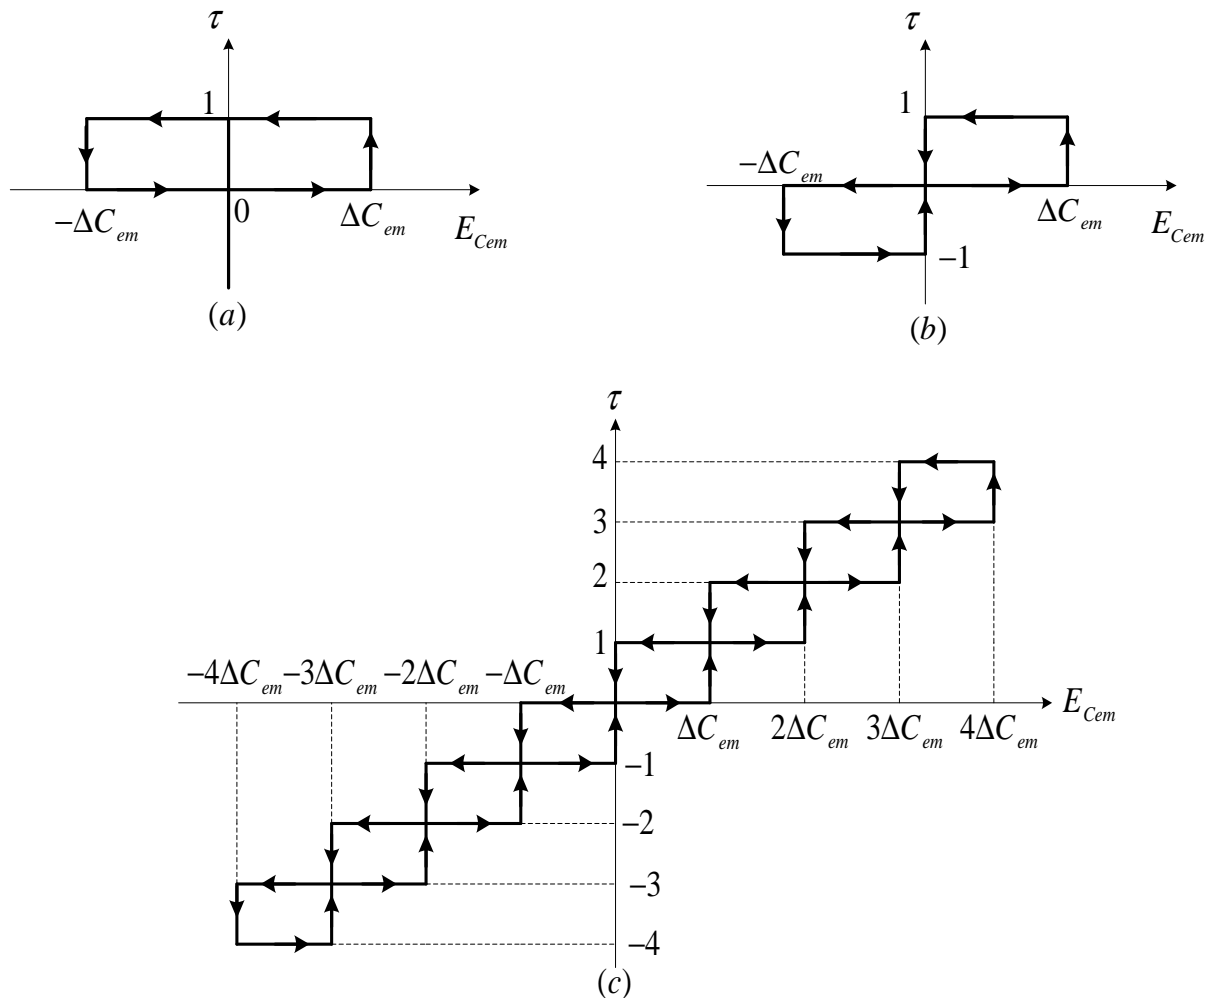 τ τ
1 1
−ΔC_em
0
−ΔC_em ΔC_em E_Cem ΔC_em E_Cem
−1
(a) (b)
τ
4
3
2
1
−4ΔC_em −3ΔC_em −2ΔC_em −ΔC_em
E_Cem
ΔC_em 2ΔC_em 3ΔC_em 4ΔC_em
−1
−2
−3
−4
(c)